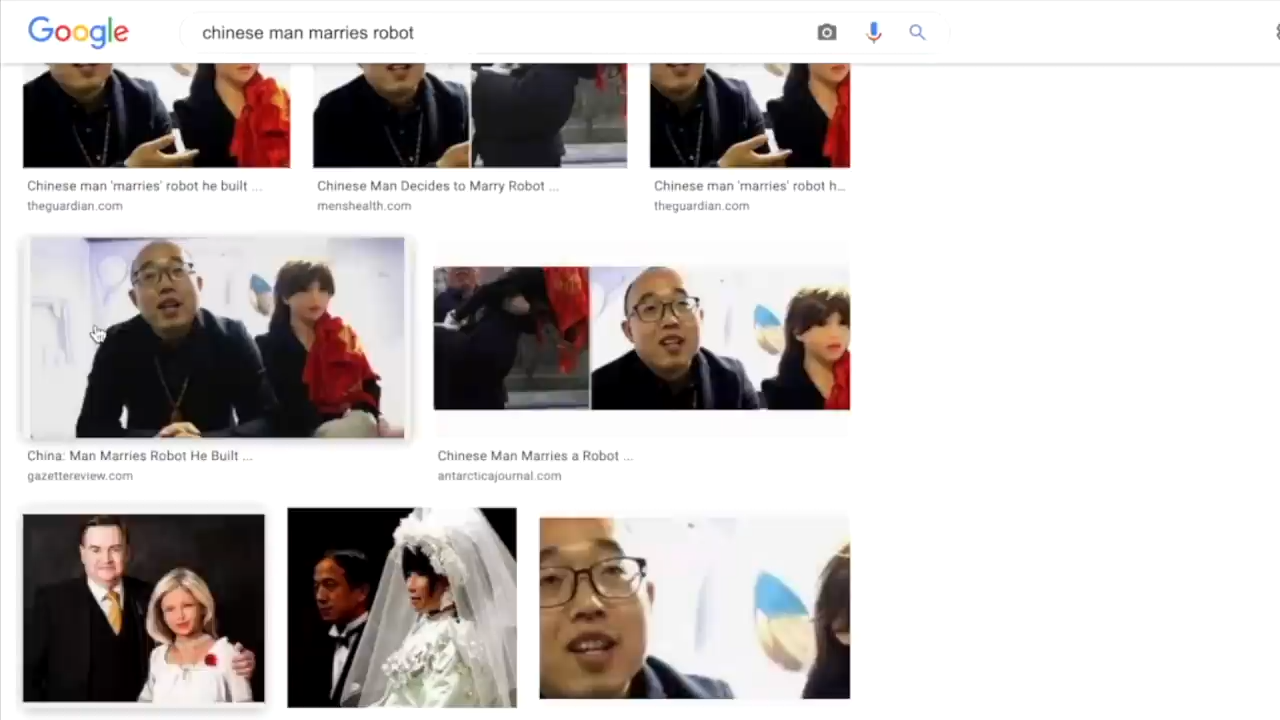 Google
chinese man marries robot
Chinese man 'marries' robot he built ...
theguardian.com
Chinese Man Decides to Marry Robot ...
menshealth.com
Chinese man 'marries' robot h...
theguardian.com
China: Man Marries Robot He Built ...
gazettereview.com
Chinese Man Marries a Robot ...
antarcticajournal.com